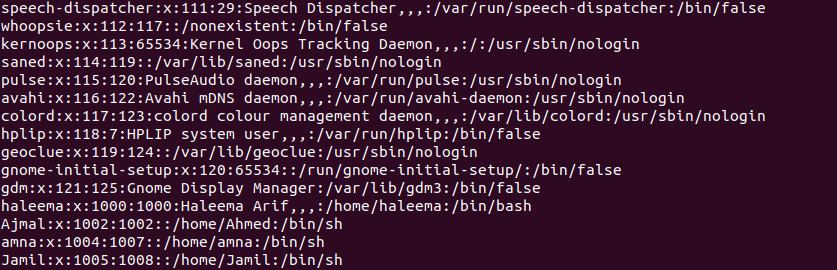 speech-dispatcher:x:111:29:Speech Dispatcher,,,:/var/run/speech-dispatcher:/bin/false
whoopsie:x:112:117::/nonexistent:/bin/false
kernoops:x:113:65534:Kernel Oops Tracking Daemon,,,:/:/usr/sbin/nologin
saned:x:114:119::/var/lib/saned:/usr/sbin/nologin
pulse:x:115:120:PulseAudio daemon,,,:/var/run/pulse:/usr/sbin/nologin
avahi:x:116:122:Avahi mDNS daemon,,,:/var/run/avahi-daemon:/usr/sbin/nologin
colord:x:117:123:colord colour management daemon,,,:/var/lib/colord:/usr/sbin/nologin
hplip:x:118:7:HPLIP system user,,,:/var/run/hplip:/bin/false
geoclue:x:119:124::/var/lib/geoclue:/usr/sbin/nologin
gnome-initial-setup:x:120:65534::/run/gnome-initial-setup/:/bin/false
gdm:x:121:125:Gnome Display Manager:/var/lib/gdm3:/bin/false
haleema:x:1000:1000:Haleema Arif,,,:/home/haleema:/bin/bash
Ajmal:x:1002:1002::/home/Ahmed:/bin/sh
amna:x:1004:1007::/home/amna:/bin/sh
Jamil:x:1005:1008::/home/Jamil:/bin/sh